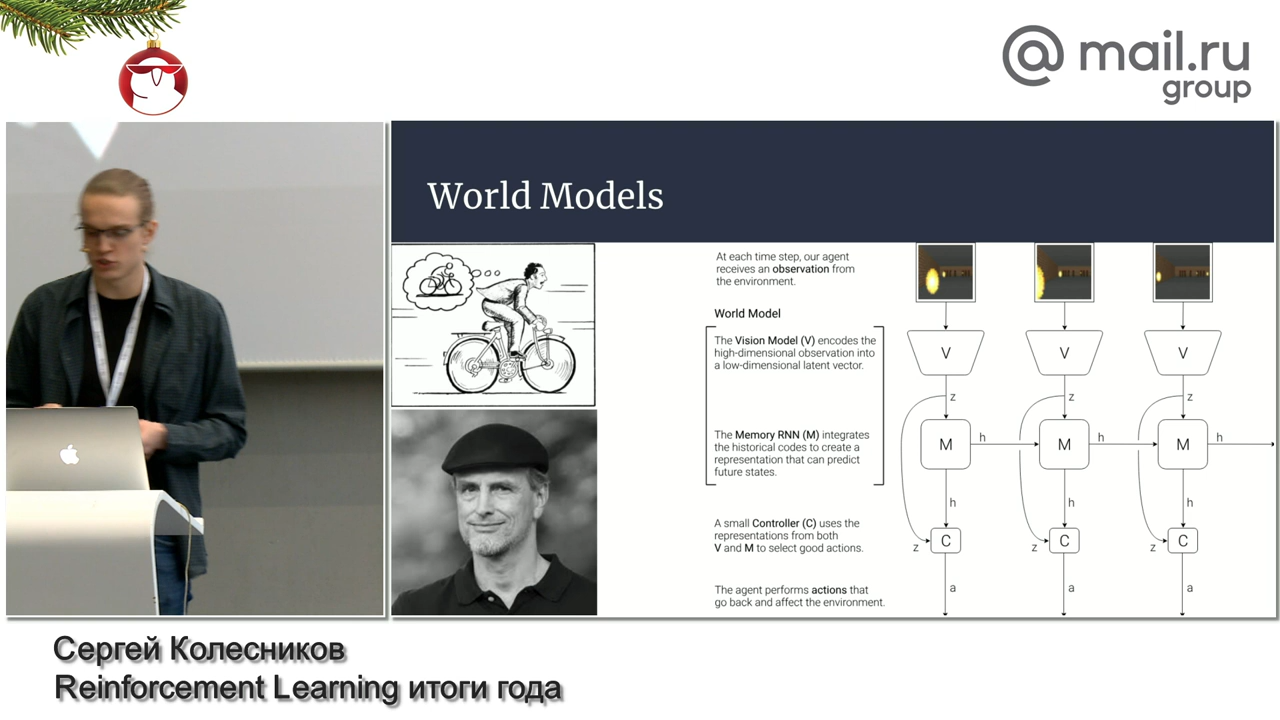 @ mail.ru
group
World Models
At each time step, our agent
receives an observation from
the environment.
World Model
The Vision Model (V) encodes the
high-dimensional observation into
a low-dimensional latent vector.
The Memory RNN (M) integrates
the historical codes to create a
representation that can predict
future states.
A small Controller (C) uses the
representations from both
V and M to select good actions.
The agent performs actions that
go back and affect the environment.
V V V
z z z
M h M h M h
h h h
z C z C z C
a a a
Сергей Колесников
Reinforcement Learning итоги года